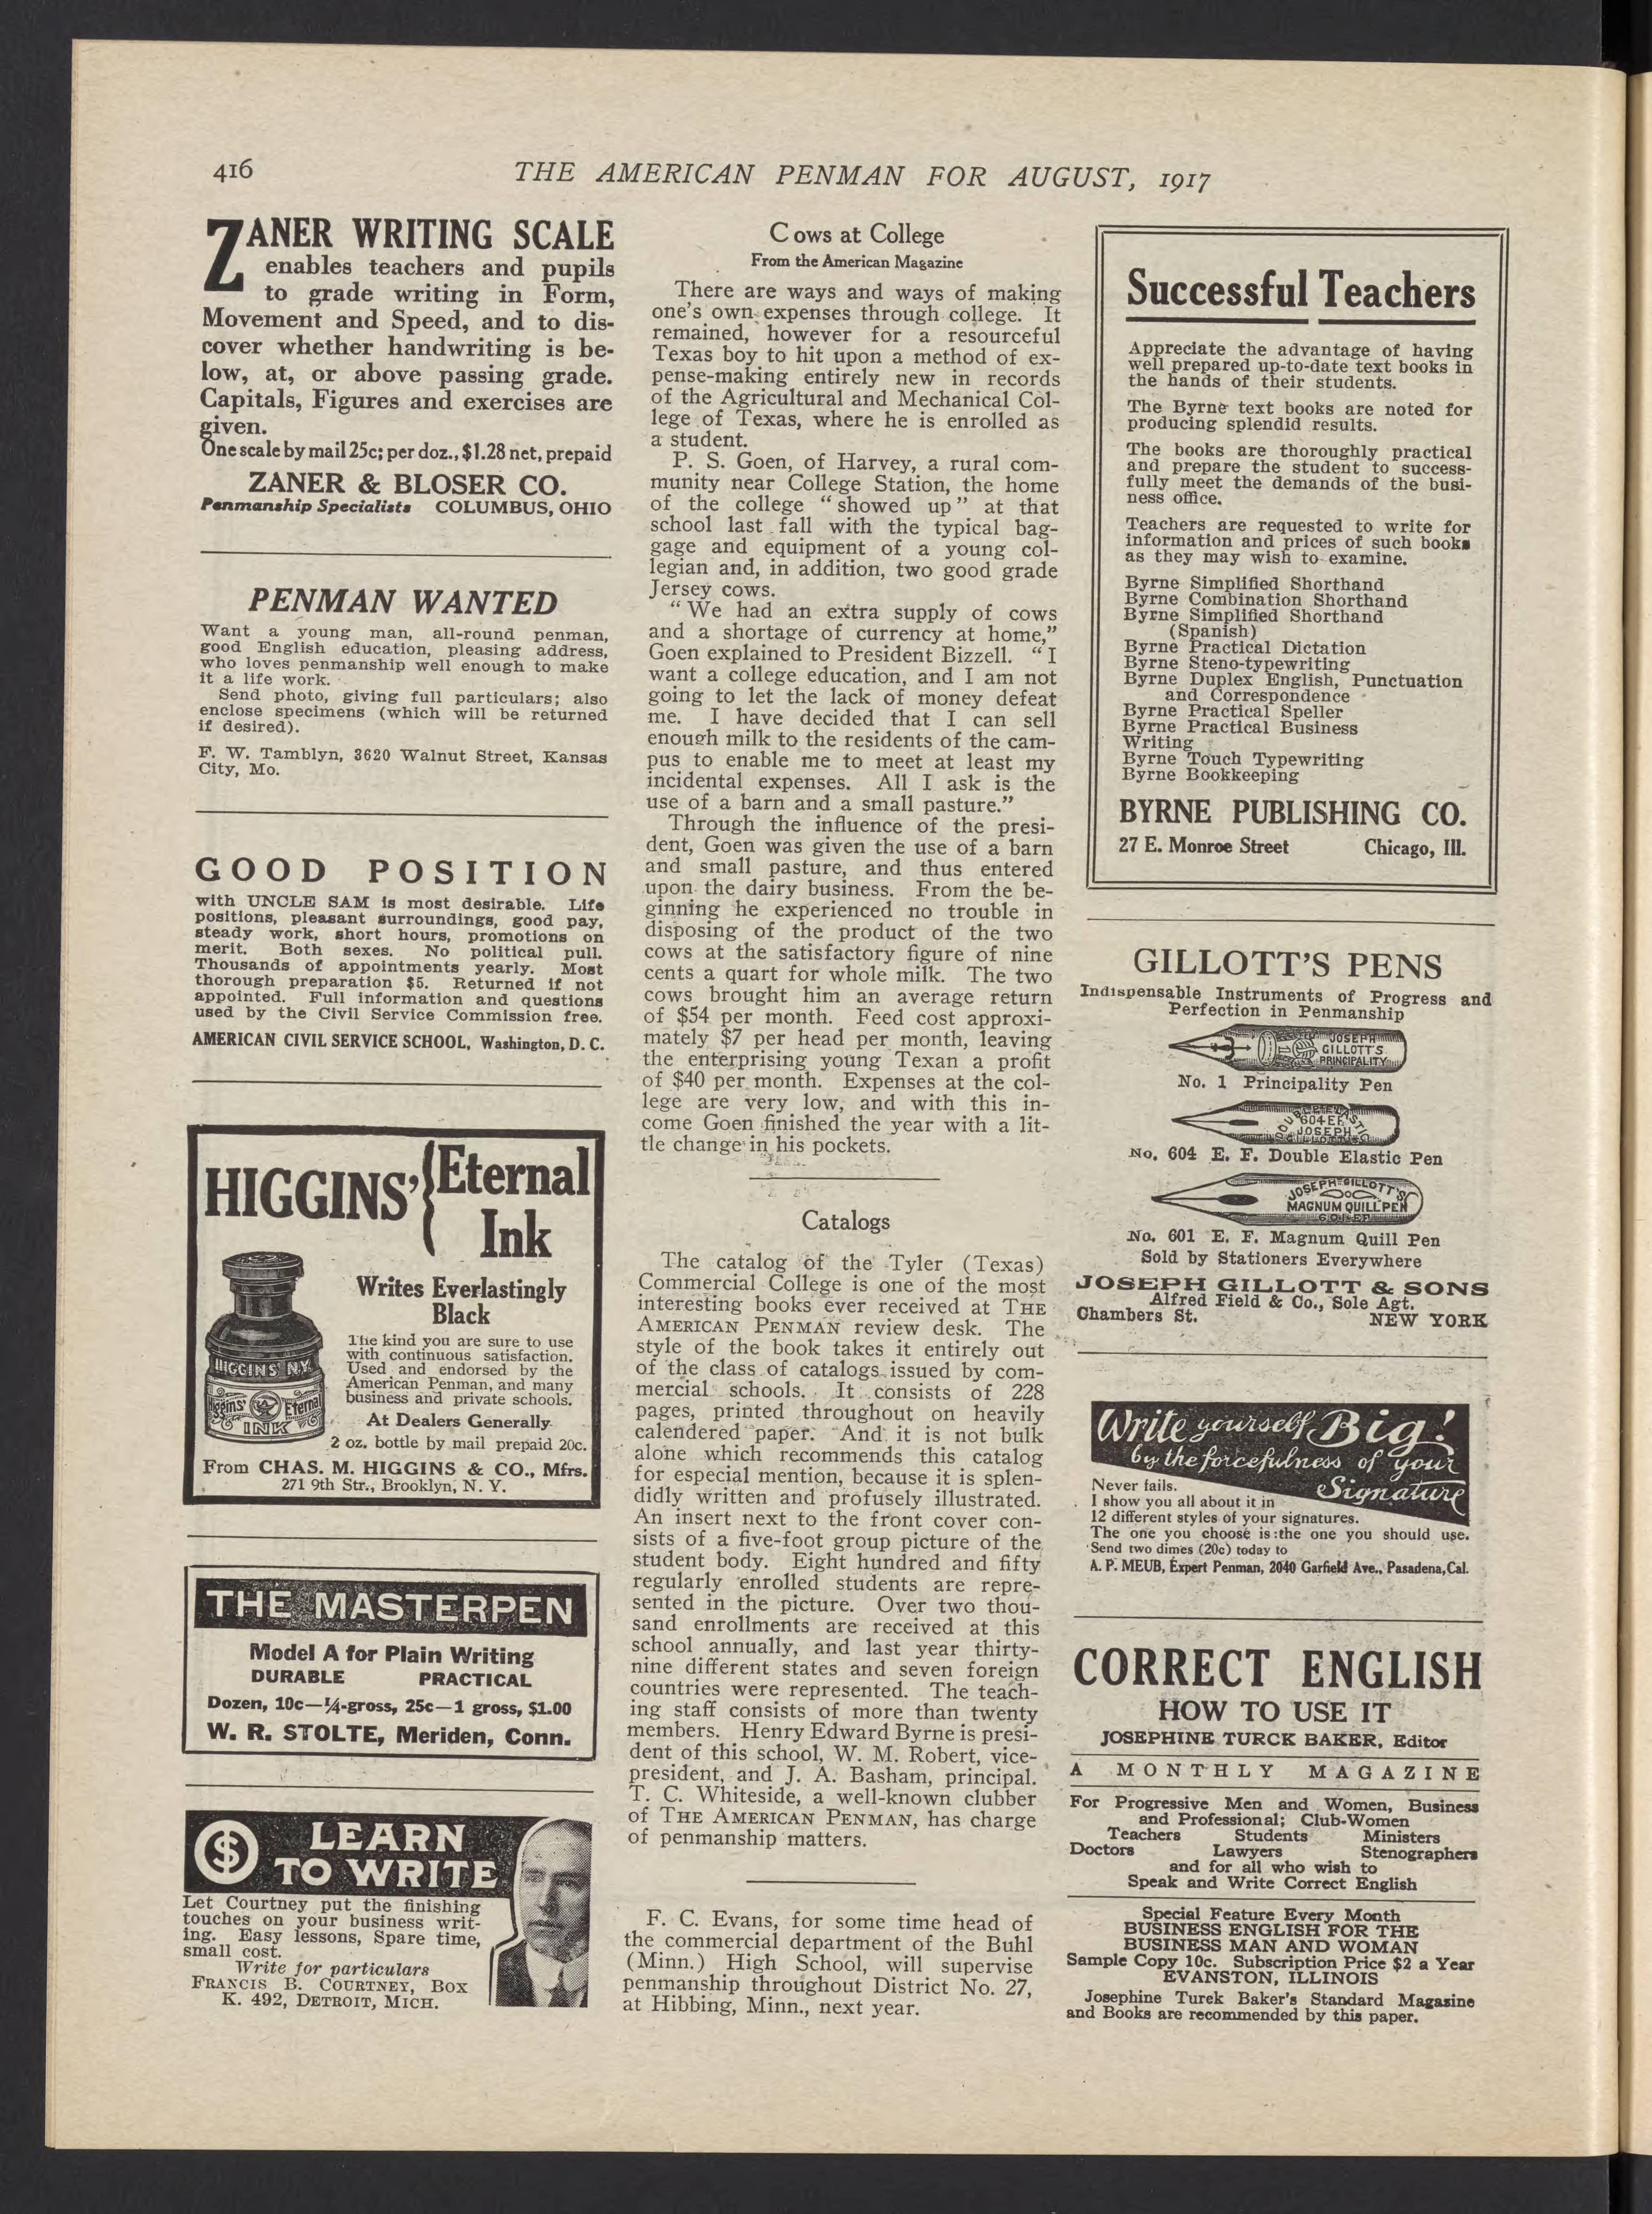 416
THE AMERICAN PENMAN FOR AUGUST, 1917
ZANER WRITING SCALE
enables teachers and pupils
to grade writing in Form,
Movement and Speed, and to dis-
cover whether handwriting is be-
low, at, or above passing grade.
Capitals, Figures and exercises are
given.
One scale by mail 25c; per doz., $1.28 net, prepaid
ZANER & BLOSER CO.
Penmanship Specialists COLUMBUS, OHIO
PENMAN WANTED
Want a young man, all-round penman,
good English education, pleasing address,
who loves penmanship well enough to make
it a life work.
Send photo, giving full particulars; also
enclose specimens (which will be returned
if desired).
F. W. Tamblyn, 3620 Walnut Street, Kansas
City, Mo.
GOOD POSITION
with UNCLE SAM is most desirable. Life
positions, pleasant surroundings, good pay,
steady work, short hours, promotions on
merit. Both sexes. No political pull.
Thousands of appointments yearly. Most
thorough preparation $5. Returned if not
appointed. Full information and questions
used by the Civil Service Commission free.
AMERICAN CIVIL SERVICE SCHOOL, Washington, D. C.
HIGGINS' { Eternal
Ink
Writes Everlastingly
Black
The kind you are sure to use
with continuous satisfaction.
Used and endorsed by the
American Penman, and many
business and private schools.
At Dealers Generally
2 oz. bottle by mail prepaid 20c.
HIGGINS' N.Y.
Higgins' Eternal
INK
From CHAS. M. HIGGINS & CO., Mfrs.
271 9th Str., Brooklyn, N. Y.
THE MASTERPEN
Model A for Plain Writing
DURABLE PRACTICAL
Dozen, 10c—¼-gross, 25c—1 gross, $1.00
W. R. STOLTE, Meriden, Conn.
$ LEARN
TO WRITE
Let Courtney put the finishing
touches on your business writ-
ing. Easy lessons, Spare time,
small cost.
Write for particulars
FRANCIS B. COURTNEY, BOX
K. 492, DETROIT, MICH.
Cows at College
From the American Magazine
There are ways and ways of making
one's own expenses through college. It
remained, however for a resourceful
Texas boy to hit upon a method of ex-
pense-making entirely new in records
of the Agricultural and Mechanical Col-
lege of Texas, where he is enrolled as
a student.
P. S. Goen, of Harvey, a rural com-
munity near College Station, the home
of the college "showed up" at that
school last fall with the typical bag-
gage and equipment of a young col-
legian and, in addition, two good grade
Jersey cows.
"We had an extra supply of cows
and a shortage of currency at home,"
Goen explained to President Bizzell. "I
want a college education, and I am not
going to let the lack of money defeat
me. I have decided that I can sell
enough milk to the residents of the cam-
pus to enable me to meet at least my
incidental expenses. All I ask is the
use of a barn and a small pasture."
Through the influence of the presi-
dent, Goen was given the use of a barn
and small pasture, and thus entered
upon the dairy business. From the be-
ginning he experienced no trouble in
disposing of the product of the two
cows at the satisfactory figure of nine
cents a quart for whole milk. The two
cows brought him an average return
of $54 per month. Feed cost approxi-
mately $7 per head per month, leaving
the enterprising young Texan a profit
of $40 per month. Expenses at the col-
lege are very low, and with this in-
come Goen finished the year with a lit-
tle change in his pockets.
Catalogs
The catalog of the Tyler (Texas)
Commercial College is one of the most
interesting books ever received at THE
AMERICAN PENMAN review desk. The
style of the book takes it entirely out
of the class of catalogs issued by com-
mercial schools. It consists of 228
pages, printed throughout on heavily
calendered paper. And it is not bulk
alone which recommends this catalog
for especial mention, because it is splen-
didly written and profusely illustrated.
An insert next to the front cover con-
sists of a five-foot group picture of the
student body. Eight hundred and fifty
regularly enrolled students are repre-
sented in the picture. Over two thou-
sand enrollments are received at this
school annually, and last year thirty-
nine different states and seven foreign
countries were represented. The teach-
ing staff consists of more than twenty
members. Henry Edward Byrne is presi-
dent of this school, W. M. Robert, vice-
president, and J. A. Basham, principal.
T. C. Whiteside, a well-known clubber
of THE AMERICAN PENMAN, has charge
of penmanship matters.
F. C. Evans, for some time head of
the commercial department of the Buhl
(Minn.) High School, will supervise
penmanship throughout District No. 27,
at Hibbing, Minn., next year.
Successful Teachers
Appreciate the advantage of having
well prepared up-to-date text books in
the hands of their students.
The Byrne text books are noted for
producing splendid results.
The books are thoroughly practical
and prepare the student to success-
fully meet the demands of the busi-
ness office.
Teachers are requested to write for
information and prices of such books
as they may wish to examine.
Byrne Simplified Shorthand
Byrne Combination Shorthand
Byrne Simplified Shorthand
(Spanish)
Byrne Practical Dictation
Byrne Steno-typewriting
Byrne Duplex English, Punctuation
and Correspondence
Byrne Practical Speller
Byrne Practical Business
Writing
Byrne Touch Typewriting
Byrne Bookkeeping
BYRNE PUBLISHING CO.
27 E. Monroe Street Chicago, Ill.
GILLOTT'S PENS
Indispensable Instruments of Progress and
Perfection in Penmanship
JOSEPH
GILLOTT'S
PRINCIPALITY
No. 1 Principality Pen
604 E.F.
JOSEPH
No. 604 E. F. Double Elastic Pen
JOSEPH GILLOTT'S
MAGNUM QUILL PEN
601 E.F.
No. 601 E. F. Magnum Quill Pen
Sold by Stationers Everywhere
JOSEPH GILLOTT & SONS
Alfred Field & Co., Sole Agt.
Chambers St. NEW YORK
Write yourself Big!
by the forcefulness of your
Signature
Never fails.
I show you all about it in
12 different styles of your signatures.
The one you choose is the one you should use.
Send two dimes (20c) today to
A. P. MEUB, Expert Penman, 2040 Garfield Ave., Pasadena, Cal.
CORRECT ENGLISH
HOW TO USE IT
JOSEPHINE TURCK BAKER, Editor
A MONTHLY MAGAZINE
For Progressive Men and Women, Business
and Professional; Club-Women
Teachers Students Ministers
Doctors Lawyers Stenographers
and for all who wish to
Speak and Write Correct English
Special Feature Every Month
BUSINESS ENGLISH FOR THE
BUSINESS MAN AND WOMAN
Sample Copy 10c. Subscription Price $2 a Year
EVANSTON, ILLINOIS
Josephine Turck Baker's Standard Magazine
and Books are recommended by this paper.